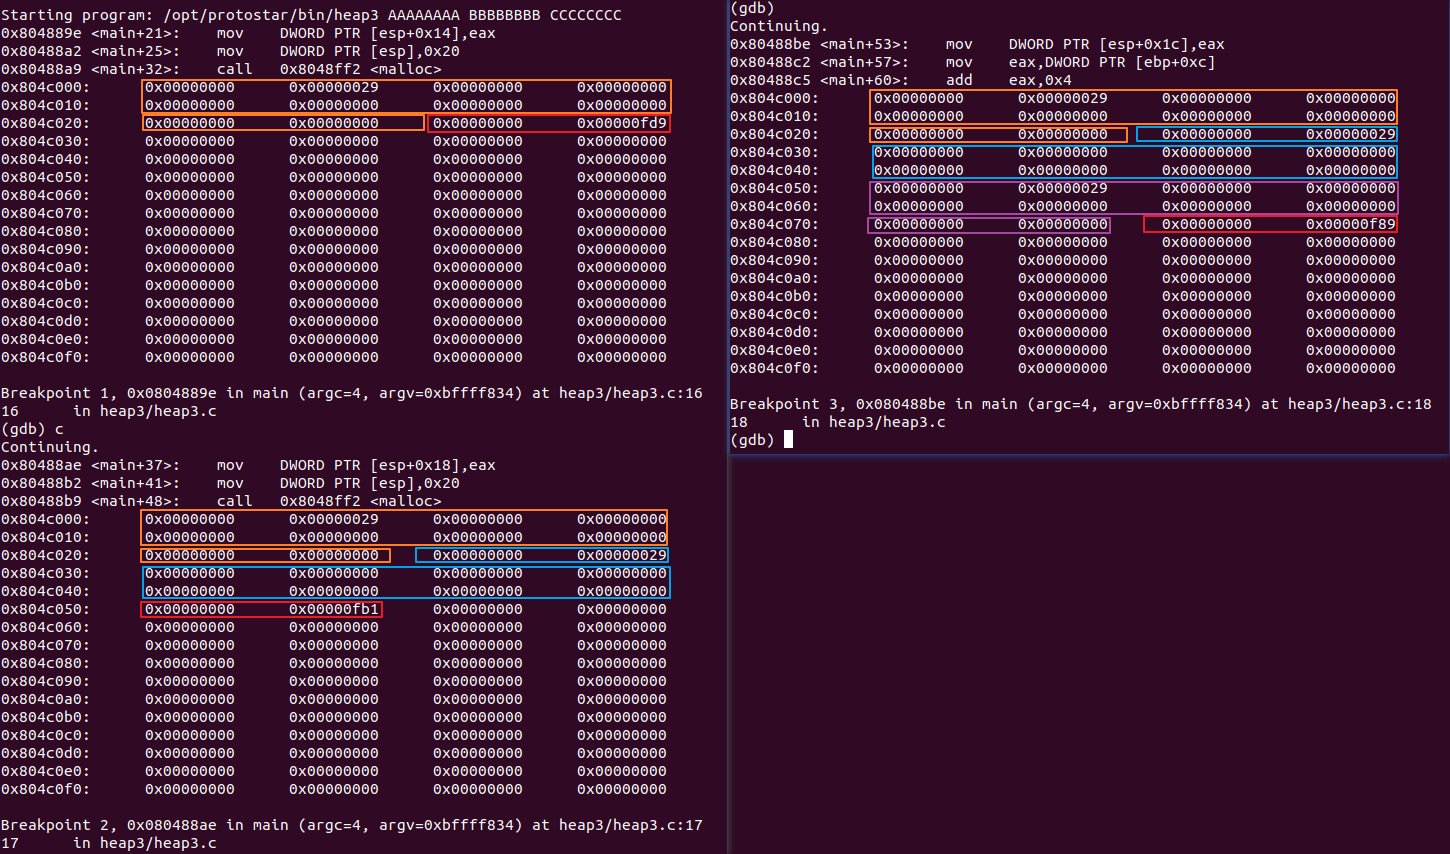 Starting program: /opt/protostar/bin/heap3 AAAAAAAA BBBBBBBB CCCCCCCC
0x804889e <main+21>:    mov    DWORD PTR [esp+0x14],eax
0x80488a2 <main+25>:    mov    DWORD PTR [esp],0x20
0x80488a9 <main+32>:    call   0x8048ff2 <malloc>
0x804c000:      0x00000000      0x00000029      0x00000000      0x00000000
0x804c010:      0x00000000      0x00000000      0x00000000      0x00000000
0x804c020:      0x00000000      0x00000000      0x00000000      0x00000fd9
0x804c030:      0x00000000      0x00000000      0x00000000      0x00000000
0x804c040:      0x00000000      0x00000000      0x00000000      0x00000000
0x804c050:      0x00000000      0x00000000      0x00000000      0x00000000
0x804c060:      0x00000000      0x00000000      0x00000000      0x00000000
0x804c070:      0x00000000      0x00000000      0x00000000      0x00000000
0x804c080:      0x00000000      0x00000000      0x00000000      0x00000000
0x804c090:      0x00000000      0x00000000      0x00000000      0x00000000
0x804c0a0:      0x00000000      0x00000000      0x00000000      0x00000000
0x804c0b0:      0x00000000      0x00000000      0x00000000      0x00000000
0x804c0c0:      0x00000000      0x00000000      0x00000000      0x00000000
0x804c0d0:      0x00000000      0x00000000      0x00000000      0x00000000
0x804c0e0:      0x00000000      0x00000000      0x00000000      0x00000000
0x804c0f0:      0x00000000      0x00000000      0x00000000      0x00000000
Breakpoint 1, 0x0804889e in main (argc=4, argv=0xbffff834) at heap3/heap3.c:16
16      in heap3/heap3.c
(gdb) c
Continuing.
0x80488ae <main+37>:    mov    DWORD PTR [esp+0x18],eax
0x80488b2 <main+41>:    mov    DWORD PTR [esp],0x20
0x80488b9 <main+48>:    call   0x8048ff2 <malloc>
0x804c000:      0x00000000      0x00000029      0x00000000      0x00000000
0x804c010:      0x00000000      0x00000000      0x00000000      0x00000000
0x804c020:      0x00000000      0x00000000      0x00000000      0x00000029
0x804c030:      0x00000000      0x00000000      0x00000000      0x00000000
0x804c040:      0x00000000      0x00000000      0x00000000      0x00000000
0x804c050:      0x00000000      0x00000fb1      0x00000000      0x00000000
0x804c060:      0x00000000      0x00000000      0x00000000      0x00000000
0x804c070:      0x00000000      0x00000000      0x00000000      0x00000000
0x804c080:      0x00000000      0x00000000      0x00000000      0x00000000
0x804c090:      0x00000000      0x00000000      0x00000000      0x00000000
0x804c0a0:      0x00000000      0x00000000      0x00000000      0x00000000
0x804c0b0:      0x00000000      0x00000000      0x00000000      0x00000000
0x804c0c0:      0x00000000      0x00000000      0x00000000      0x00000000
0x804c0d0:      0x00000000      0x00000000      0x00000000      0x00000000
0x804c0e0:      0x00000000      0x00000000      0x00000000      0x00000000
0x804c0f0:      0x00000000      0x00000000      0x00000000      0x00000000
Breakpoint 2, 0x080488ae in main (argc=4, argv=0xbffff834) at heap3/heap3.c:17
17      in heap3/heap3.c
(gdb)
Continuing.
0x80488be <main+53>:    mov    DWORD PTR [esp+0x1c],eax
0x80488c2 <main+57>:    mov    eax,DWORD PTR [ebp+0xc]
0x80488c5 <main+60>:    add    eax,0x4
0x804c000:      0x00000000      0x00000029      0x00000000      0x00000000
0x804c010:      0x00000000      0x00000000      0x00000000      0x00000000
0x804c020:      0x00000000      0x00000000      0x00000000      0x00000029
0x804c030:      0x00000000      0x00000000      0x00000000      0x00000000
0x804c040:      0x00000000      0x00000000      0x00000000      0x00000000
0x804c050:      0x00000000      0x00000029      0x00000000      0x00000000
0x804c060:      0x00000000      0x00000000      0x00000000      0x00000000
0x804c070:      0x00000000      0x00000000      0x00000000      0x00000f89
0x804c080:      0x00000000      0x00000000      0x00000000      0x00000000
0x804c090:      0x00000000      0x00000000      0x00000000      0x00000000
0x804c0a0:      0x00000000      0x00000000      0x00000000      0x00000000
0x804c0b0:      0x00000000      0x00000000      0x00000000      0x00000000
0x804c0c0:      0x00000000      0x00000000      0x00000000      0x00000000
0x804c0d0:      0x00000000      0x00000000      0x00000000      0x00000000
0x804c0e0:      0x00000000      0x00000000      0x00000000      0x00000000
0x804c0f0:      0x00000000      0x00000000      0x00000000      0x00000000
Breakpoint 3, 0x080488be in main (argc=4, argv=0xbffff834) at heap3/heap3.c:18
18      in heap3/heap3.c
(gdb)